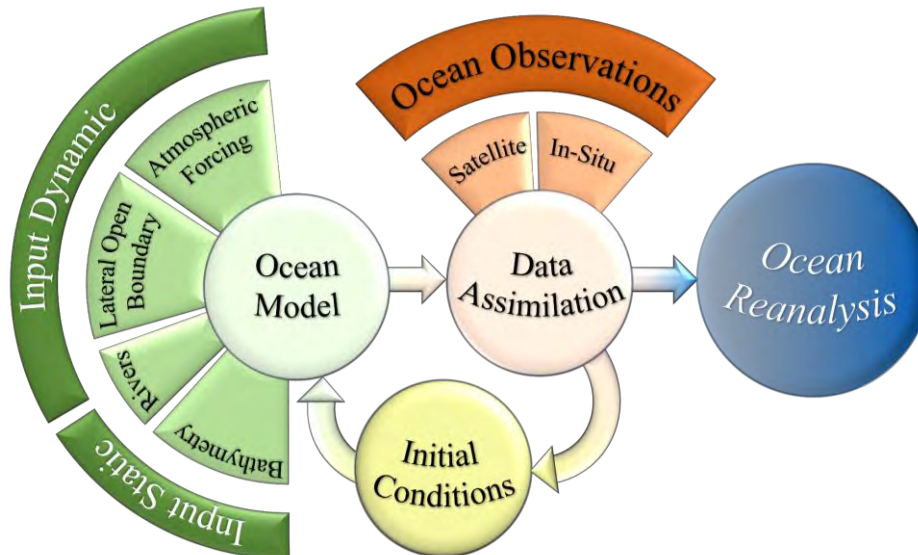 Input Dynamic
Atmospheric
Forcing
Lateral Open
Boundary
Rivers
Bathymetry
Input Static
Ocean
Model
Ocean Observations
Satellite
In-Situ
Data
Assimilation
Initial
Conditions
Ocean
Reanalysis